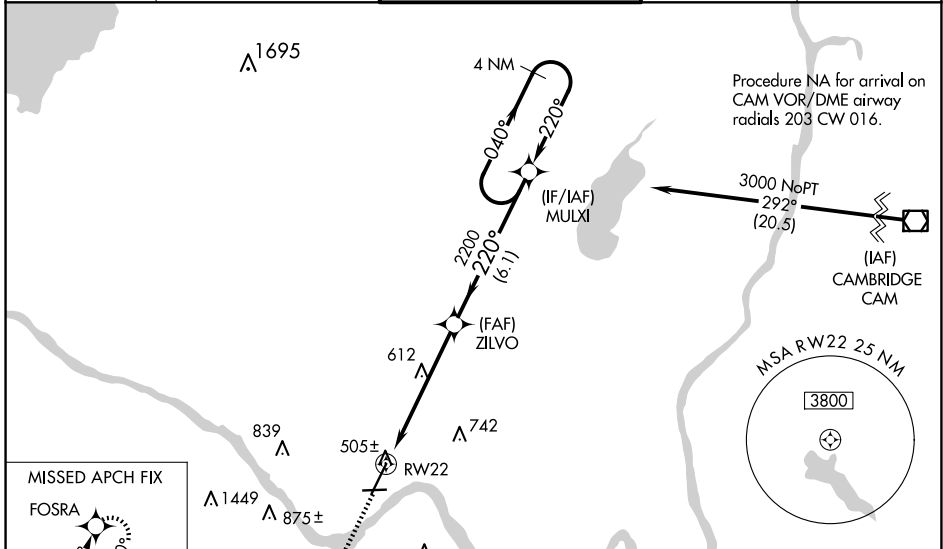 1695
4 NM
Procedure NA for arrival on
CAM VOR/DME airway
radials 203 CW 016.
040°
220°
(IF/IAF)
MULXI
3000 NoPT
292°
(20.5)
(IAF)
CAMBRIDGE
CAM
2200
220°
(6.1)
(FAF)
ZILVO
612
MSA RW22 25 NM
3800
839
742
505±
RW22
MISSED APCH FIX
1449
FOSRA
875±